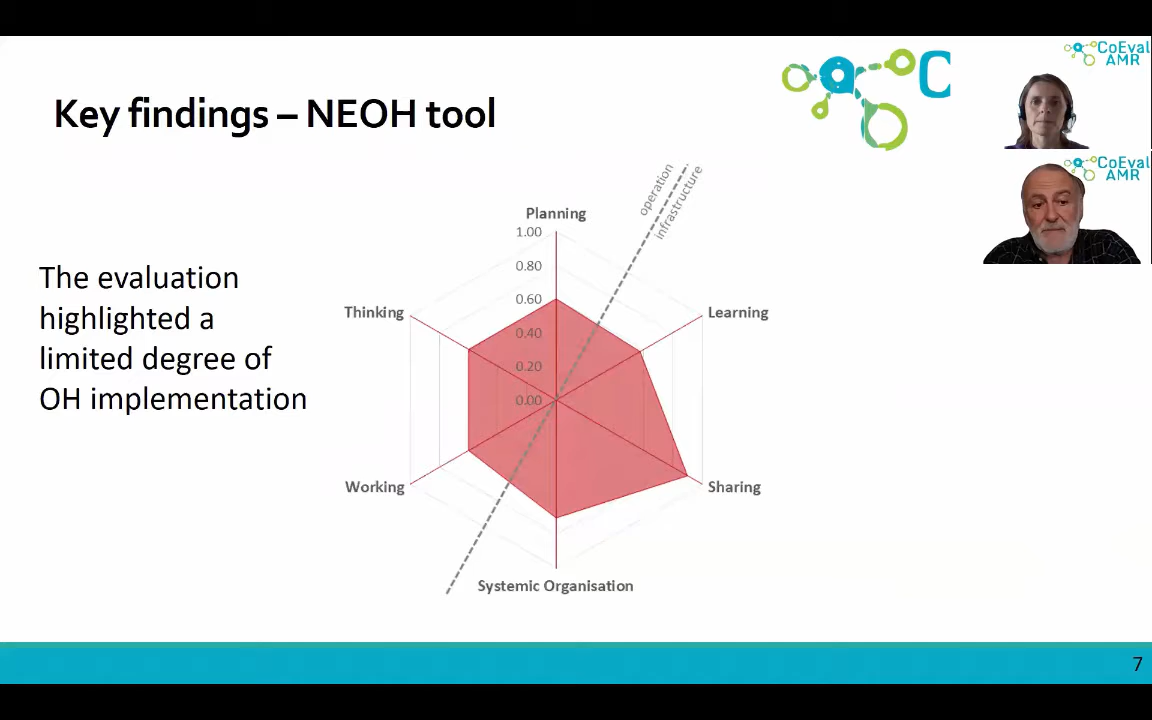 Key findings – NEOH tool
C
CoEval
AMR
CoEval
AMR
The evaluation
highlighted a
limited degree of
OH implementation
operation
infrastructure
Planning
1.00
0.80
0.60
0.40
0.20
0.00
Thinking
Learning
Working
Sharing
Systemic Organisation
7